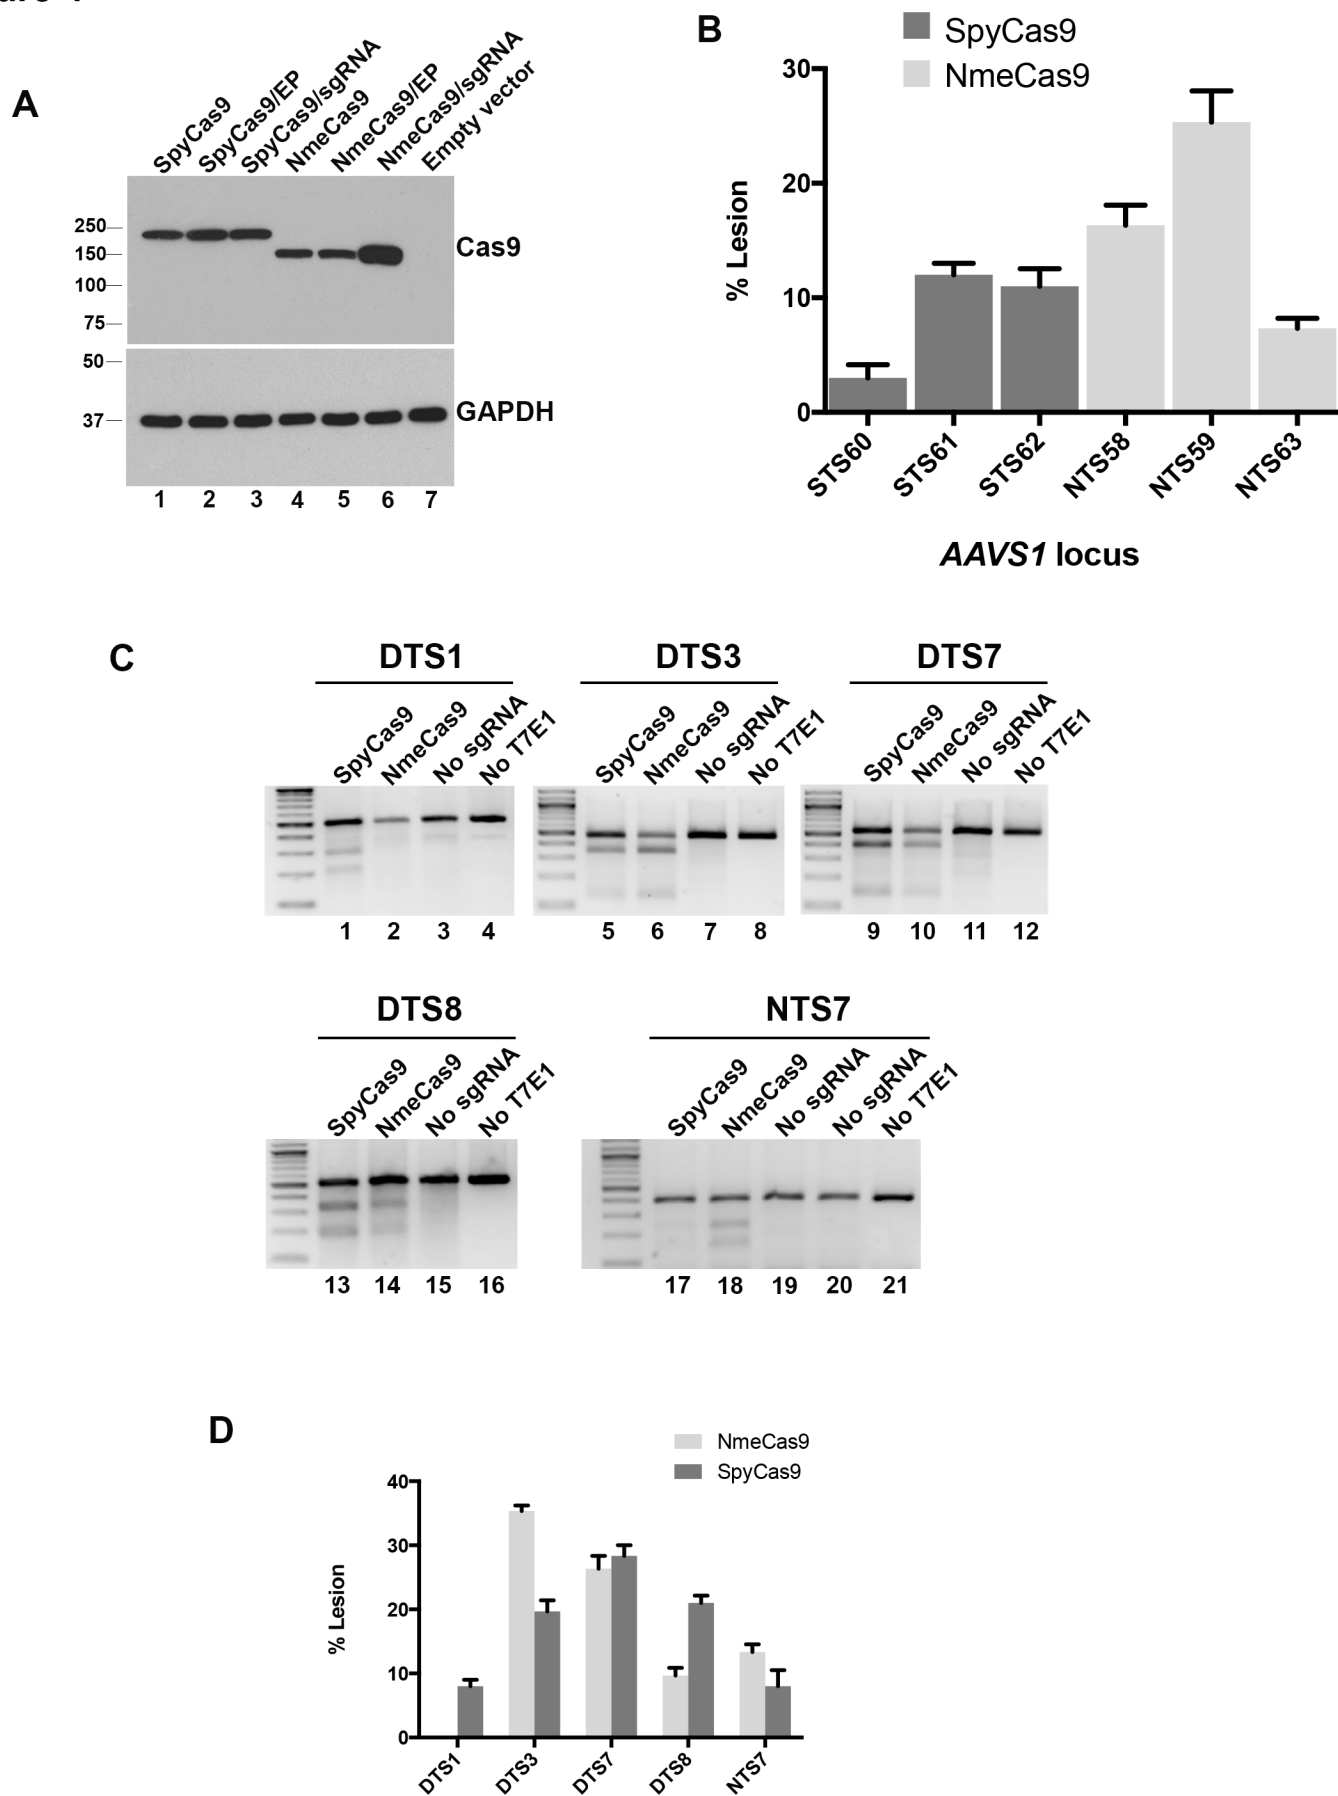 A
SpyCas9
SpyCas9/EP
SpyCas9/sgRNA
NmeCas9
NmeCas9/EP
NmeCas9/sgRNA
Empty vector
250
150
100
75
50
37
Cas9
GAPDH
1 2 3 4 5 6 7
B
SpyCas9
NmeCas9
30
20
10
0
% Lesion
STS60
STS61
STS62
NTS58
NTS59
NTS63
AAVS1 locus
C
DTS1
SpyCas9
NmeCas9
No sgRNA
No T7E1
1 2 3 4
DTS3
SpyCas9
NmeCas9
No sgRNA
No T7E1
5 6 7 8
DTS7
SpyCas9
NmeCas9
No sgRNA
No T7E1
9 10 11 12
DTS8
SpyCas9
NmeCas9
No sgRNA
No T7E1
13 14 15 16
NTS7
SpyCas9
NmeCas9
No sgRNA
No sgRNA
No T7E1
17 18 19 20 21
D
NmeCas9
SpyCas9
40
30
20
10
0
% Lesion
DTS1
DTS3
DTS7
DTS8
NTS7